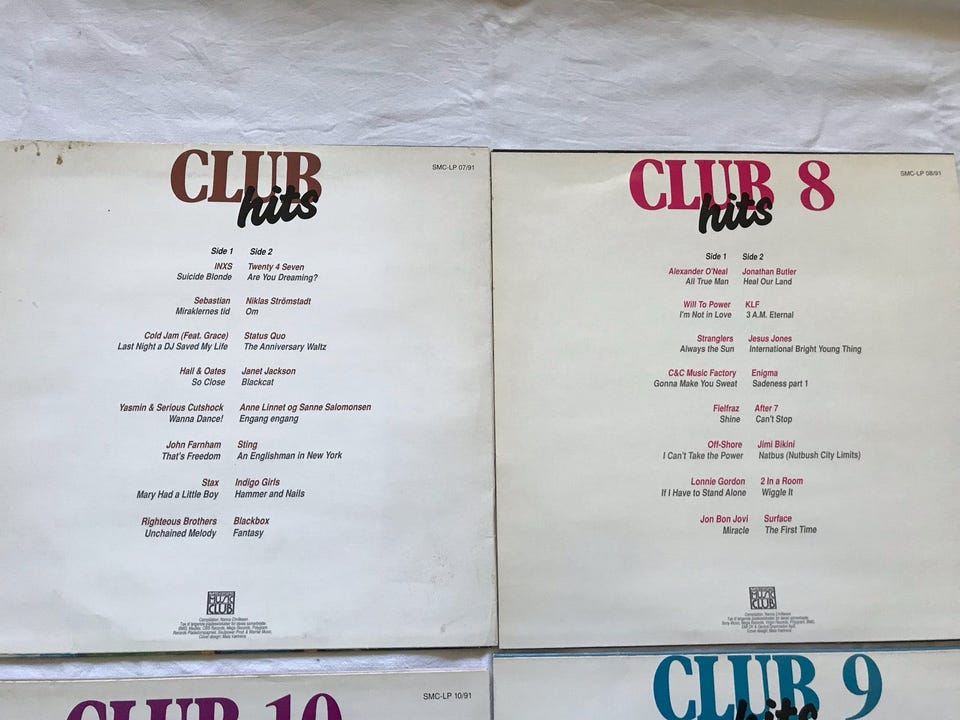 CLUB
hits
SMC-LP 07/91
Side 1 Side 2
INXS Twenty 4 Seven
Suicide Blonde Are You Dreaming?
Sebastian Niklas Strömstadt
Miraklernes tid Om
Cold Jam (Feat. Grace) Status Quo
Last Night a DJ Saved My Life The Anniversary Waltz
Hall & Oates Janet Jackson
So Close Blackcat
Yasmin & Serious Cutshock Anne Linnet og Sanne Salomonsen
Wanna Dance! Engang engang
John Farnham Sting
That's Freedom An Englishman in New York
Stax Indigo Girls
Mary Had a Little Boy Hammer and Nails
Righteous Brothers Blackbox
Unchained Melody Fantasy
MUSIC
CLUB
CLUB 8
hits
SMC-LP 08/91
Side 1 Side 2
Alexander O'Neal Jonathan Butler
All True Man Heal Our Land
Will To Power KLF
I'm Not in Love 3 A.M. Eternal
Stranglers Jesus Jones
Always the Sun International Bright Young Thing
C&C Music Factory Enigma
Gonna Make You Sweat Sadeness part 1
Fielfraz After 7
Shine Can't Stop
Off-Shore Jimi Bikini
I Can't Take the Power Natbus (Nutbush City Limits)
Lonnie Gordon 2 In a Room
If I Have to Stand Alone Wiggle It
Jon Bon Jovi Surface
Miracle The First Time
MUSIC
CLUB
CLUB 10
SMC-LP 10/91
CLUB 9
hits